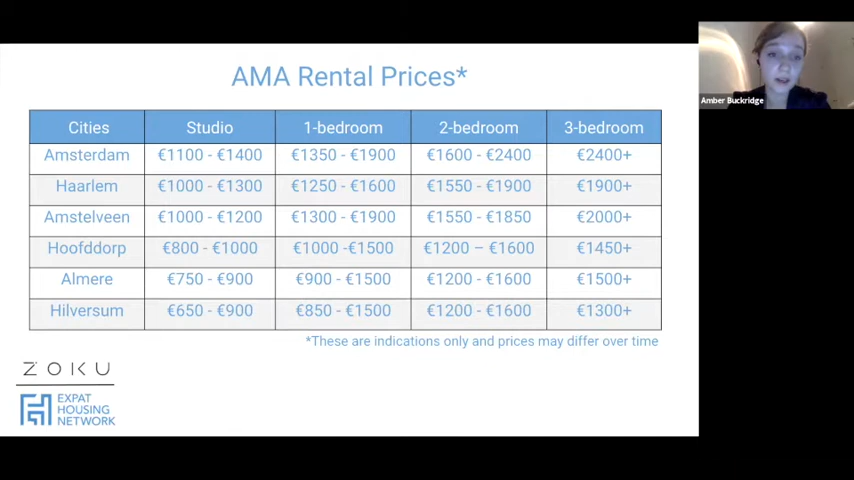 AMA Rental Prices*
Amber Buckridge
Cities Studio 1-bedroom 2-bedroom 3-bedroom
Amsterdam €1100 - €1400 €1350 - €1900 €1600 - €2400 €2400+
Haarlem €1000 - €1300 €1250 - €1600 €1550 - €1900 €1900+
Amstelveen €1000 - €1200 €1300 - €1900 €1550 - €1850 €2000+
Hoofddorp €800 - €1000 €1000 -€1500 €1200 – €1600 €1450+
Almere €750 - €900 €900 - €1500 €1200 - €1600 €1500+
Hilversum €650 - €900 €850 - €1500 €1200 - €1600 €1300+
*These are indications only and prices may differ over time
ZOKU
EXPAT
HOUSING
NETWORK